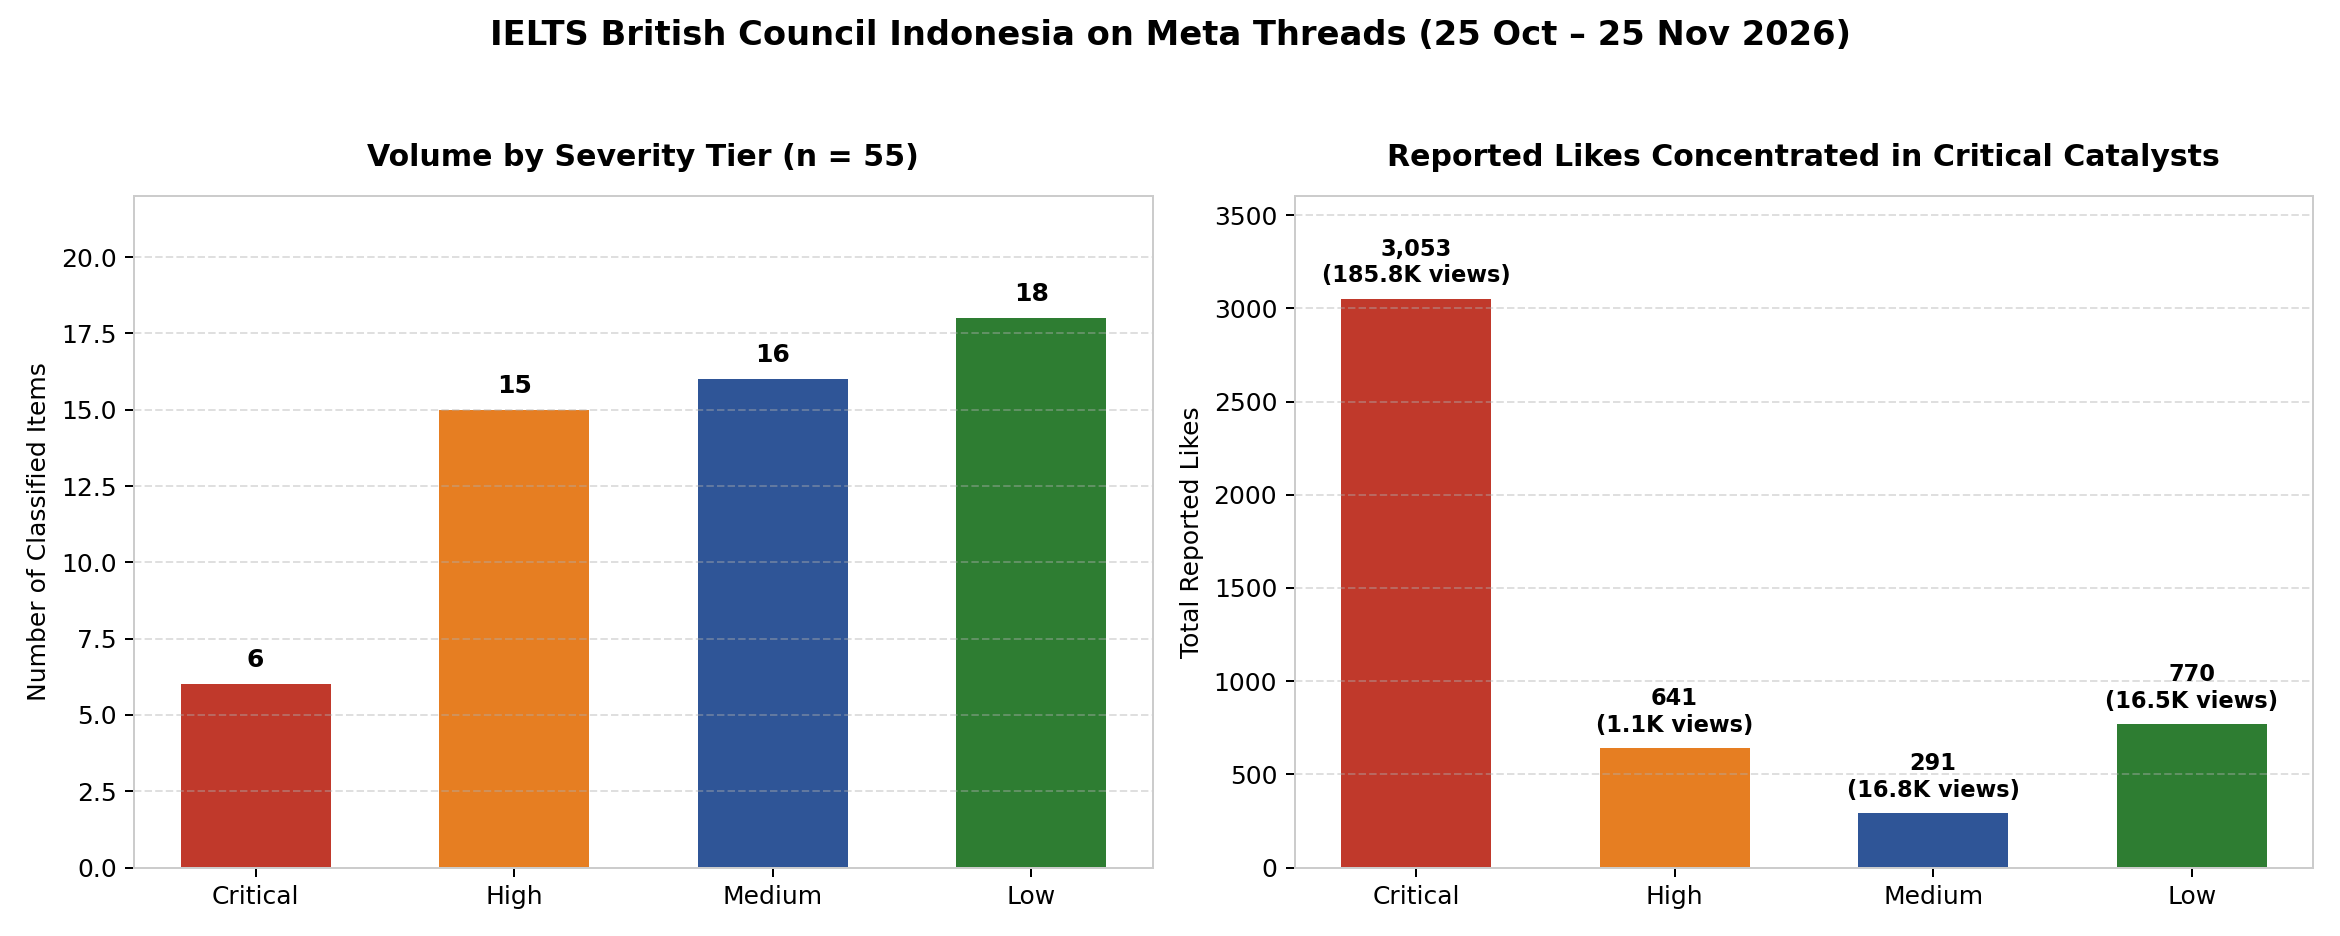 IELTS British Council Indonesia on Meta Threads (25 Oct – 25 Nov 2026)
Volume by Severity Tier (n = 55)
Number of Classified Items
20.0
17.5
15.0
12.5
10.0
7.5
5.0
2.5
0.0
6
15
16
18
Critical
High
Medium
Low
Reported Likes Concentrated in Critical Catalysts
Total Reported Likes
3500
3000
2500
2000
1500
1000
500
0
3,053
(185.8K views)
641
(1.1K views)
291
(16.8K views)
770
(16.5K views)
Critical
High
Medium
Low